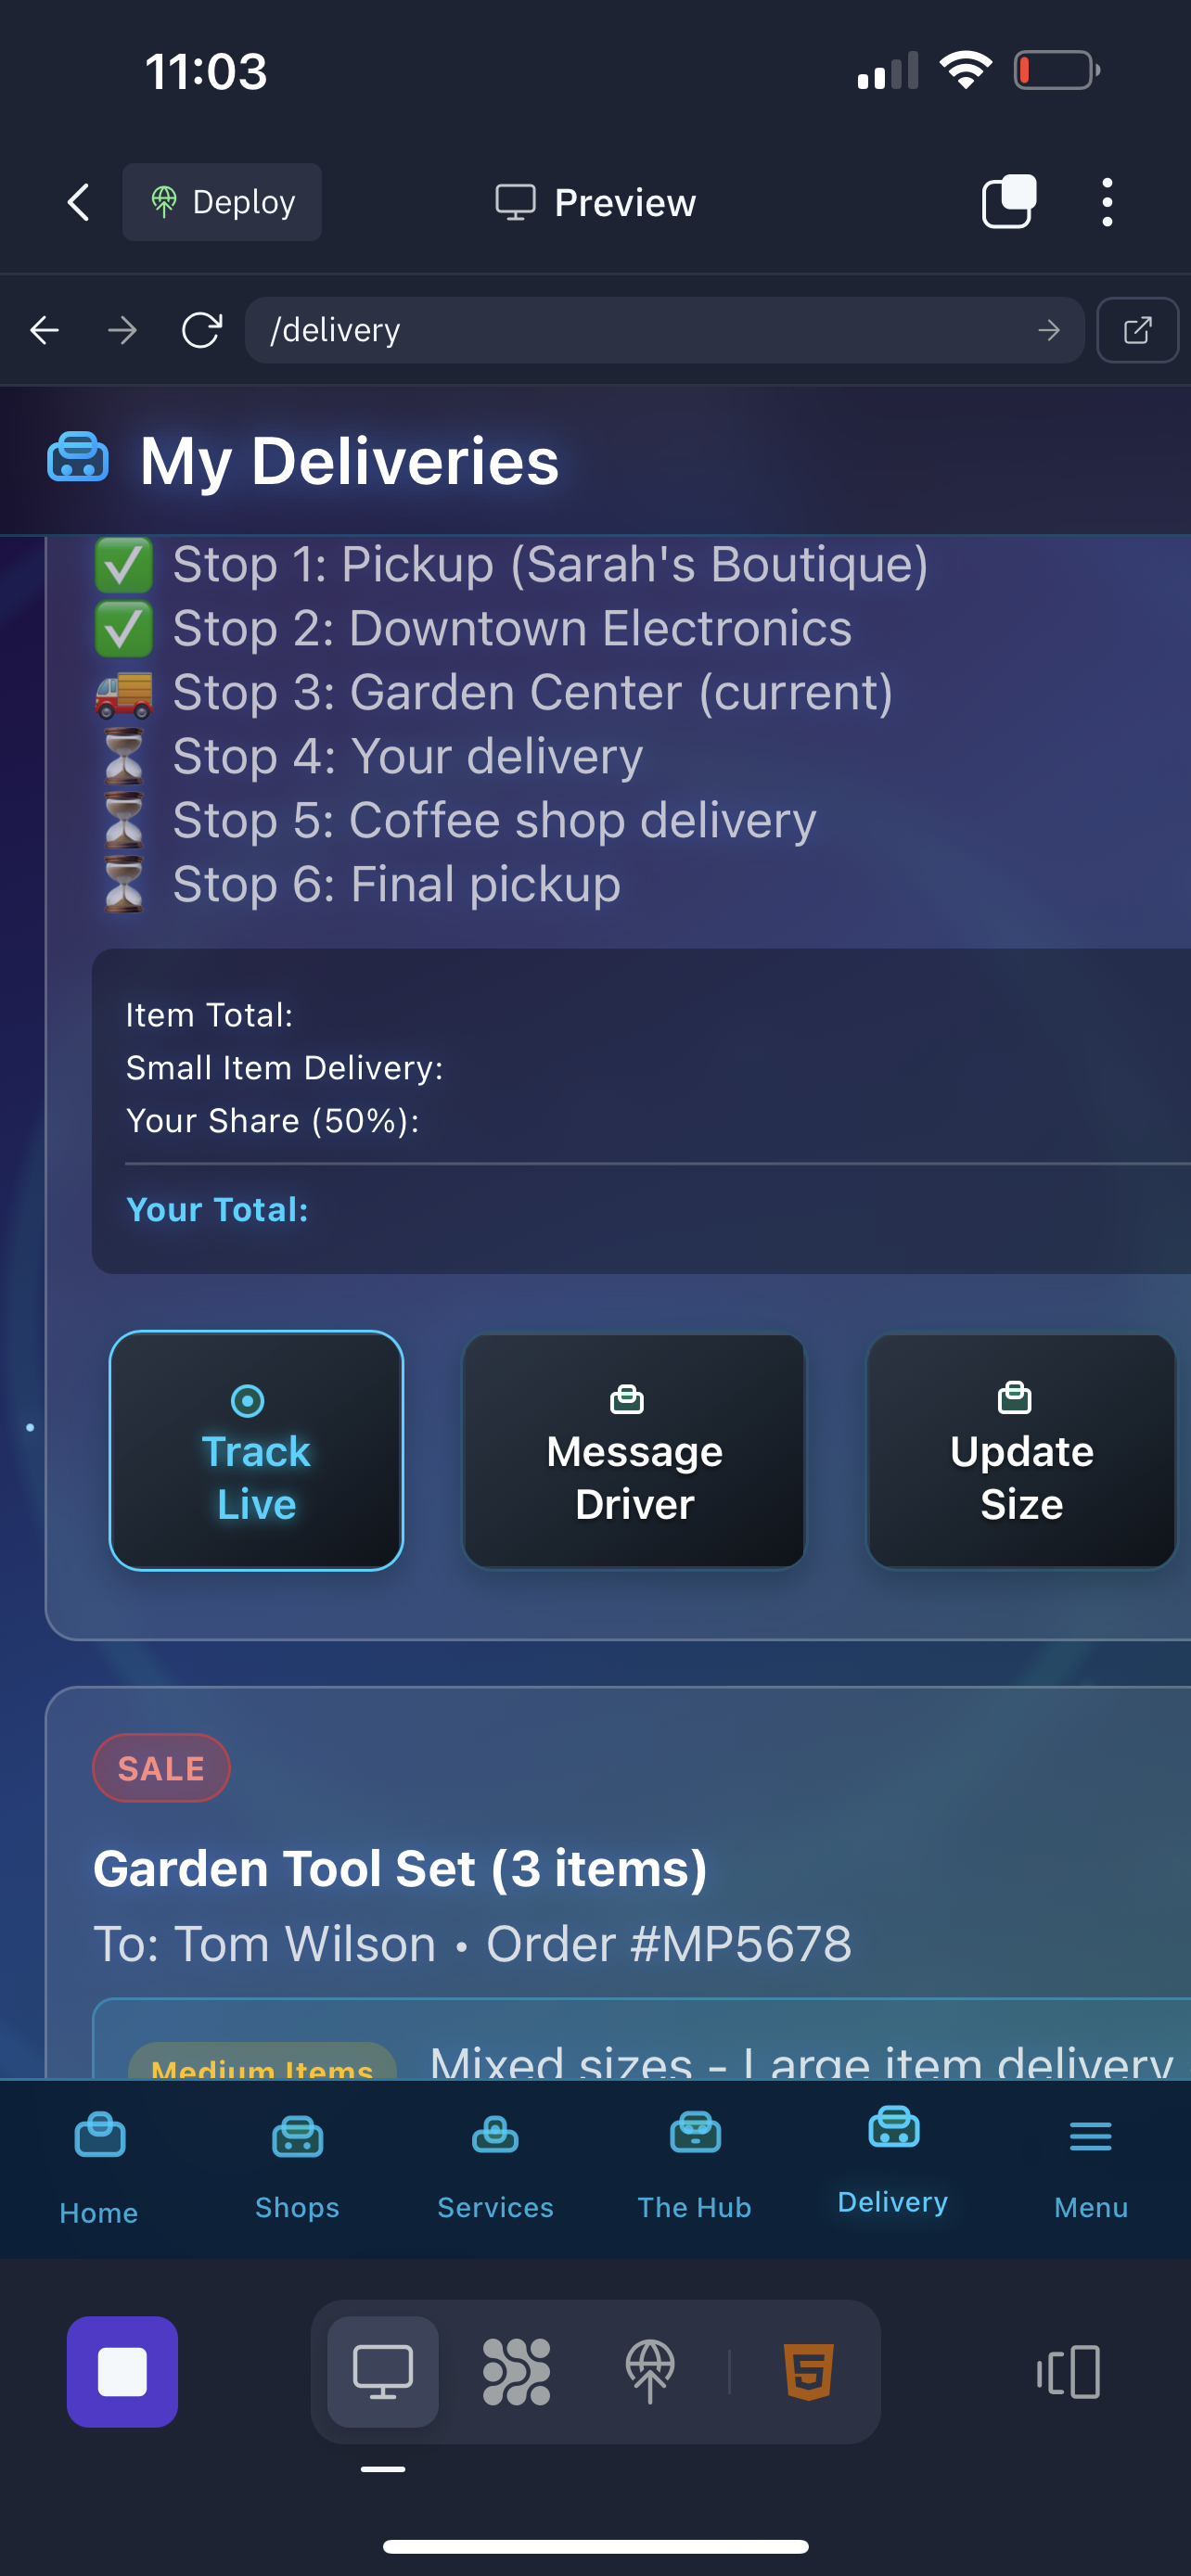 11:03
Deploy
Preview
/delivery
My Deliveries
✅ Stop 1: Pickup (Sarah's Boutique)
✅ Stop 2: Downtown Electronics
🚚 Stop 3: Garden Center (current)
⏳ Stop 4: Your delivery
⏳ Stop 5: Coffee shop delivery
⏳ Stop 6: Final pickup
Item Total:
Small Item Delivery:
Your Share (50%):
Your Total:
Track
Live
Message
Driver
Update
Size
SALE
Garden Tool Set (3 items)
To: Tom Wilson • Order #MP5678
Medium Items
Mixed sizes - Large item delivery
Home
Shops
Services
The Hub
Delivery
Menu